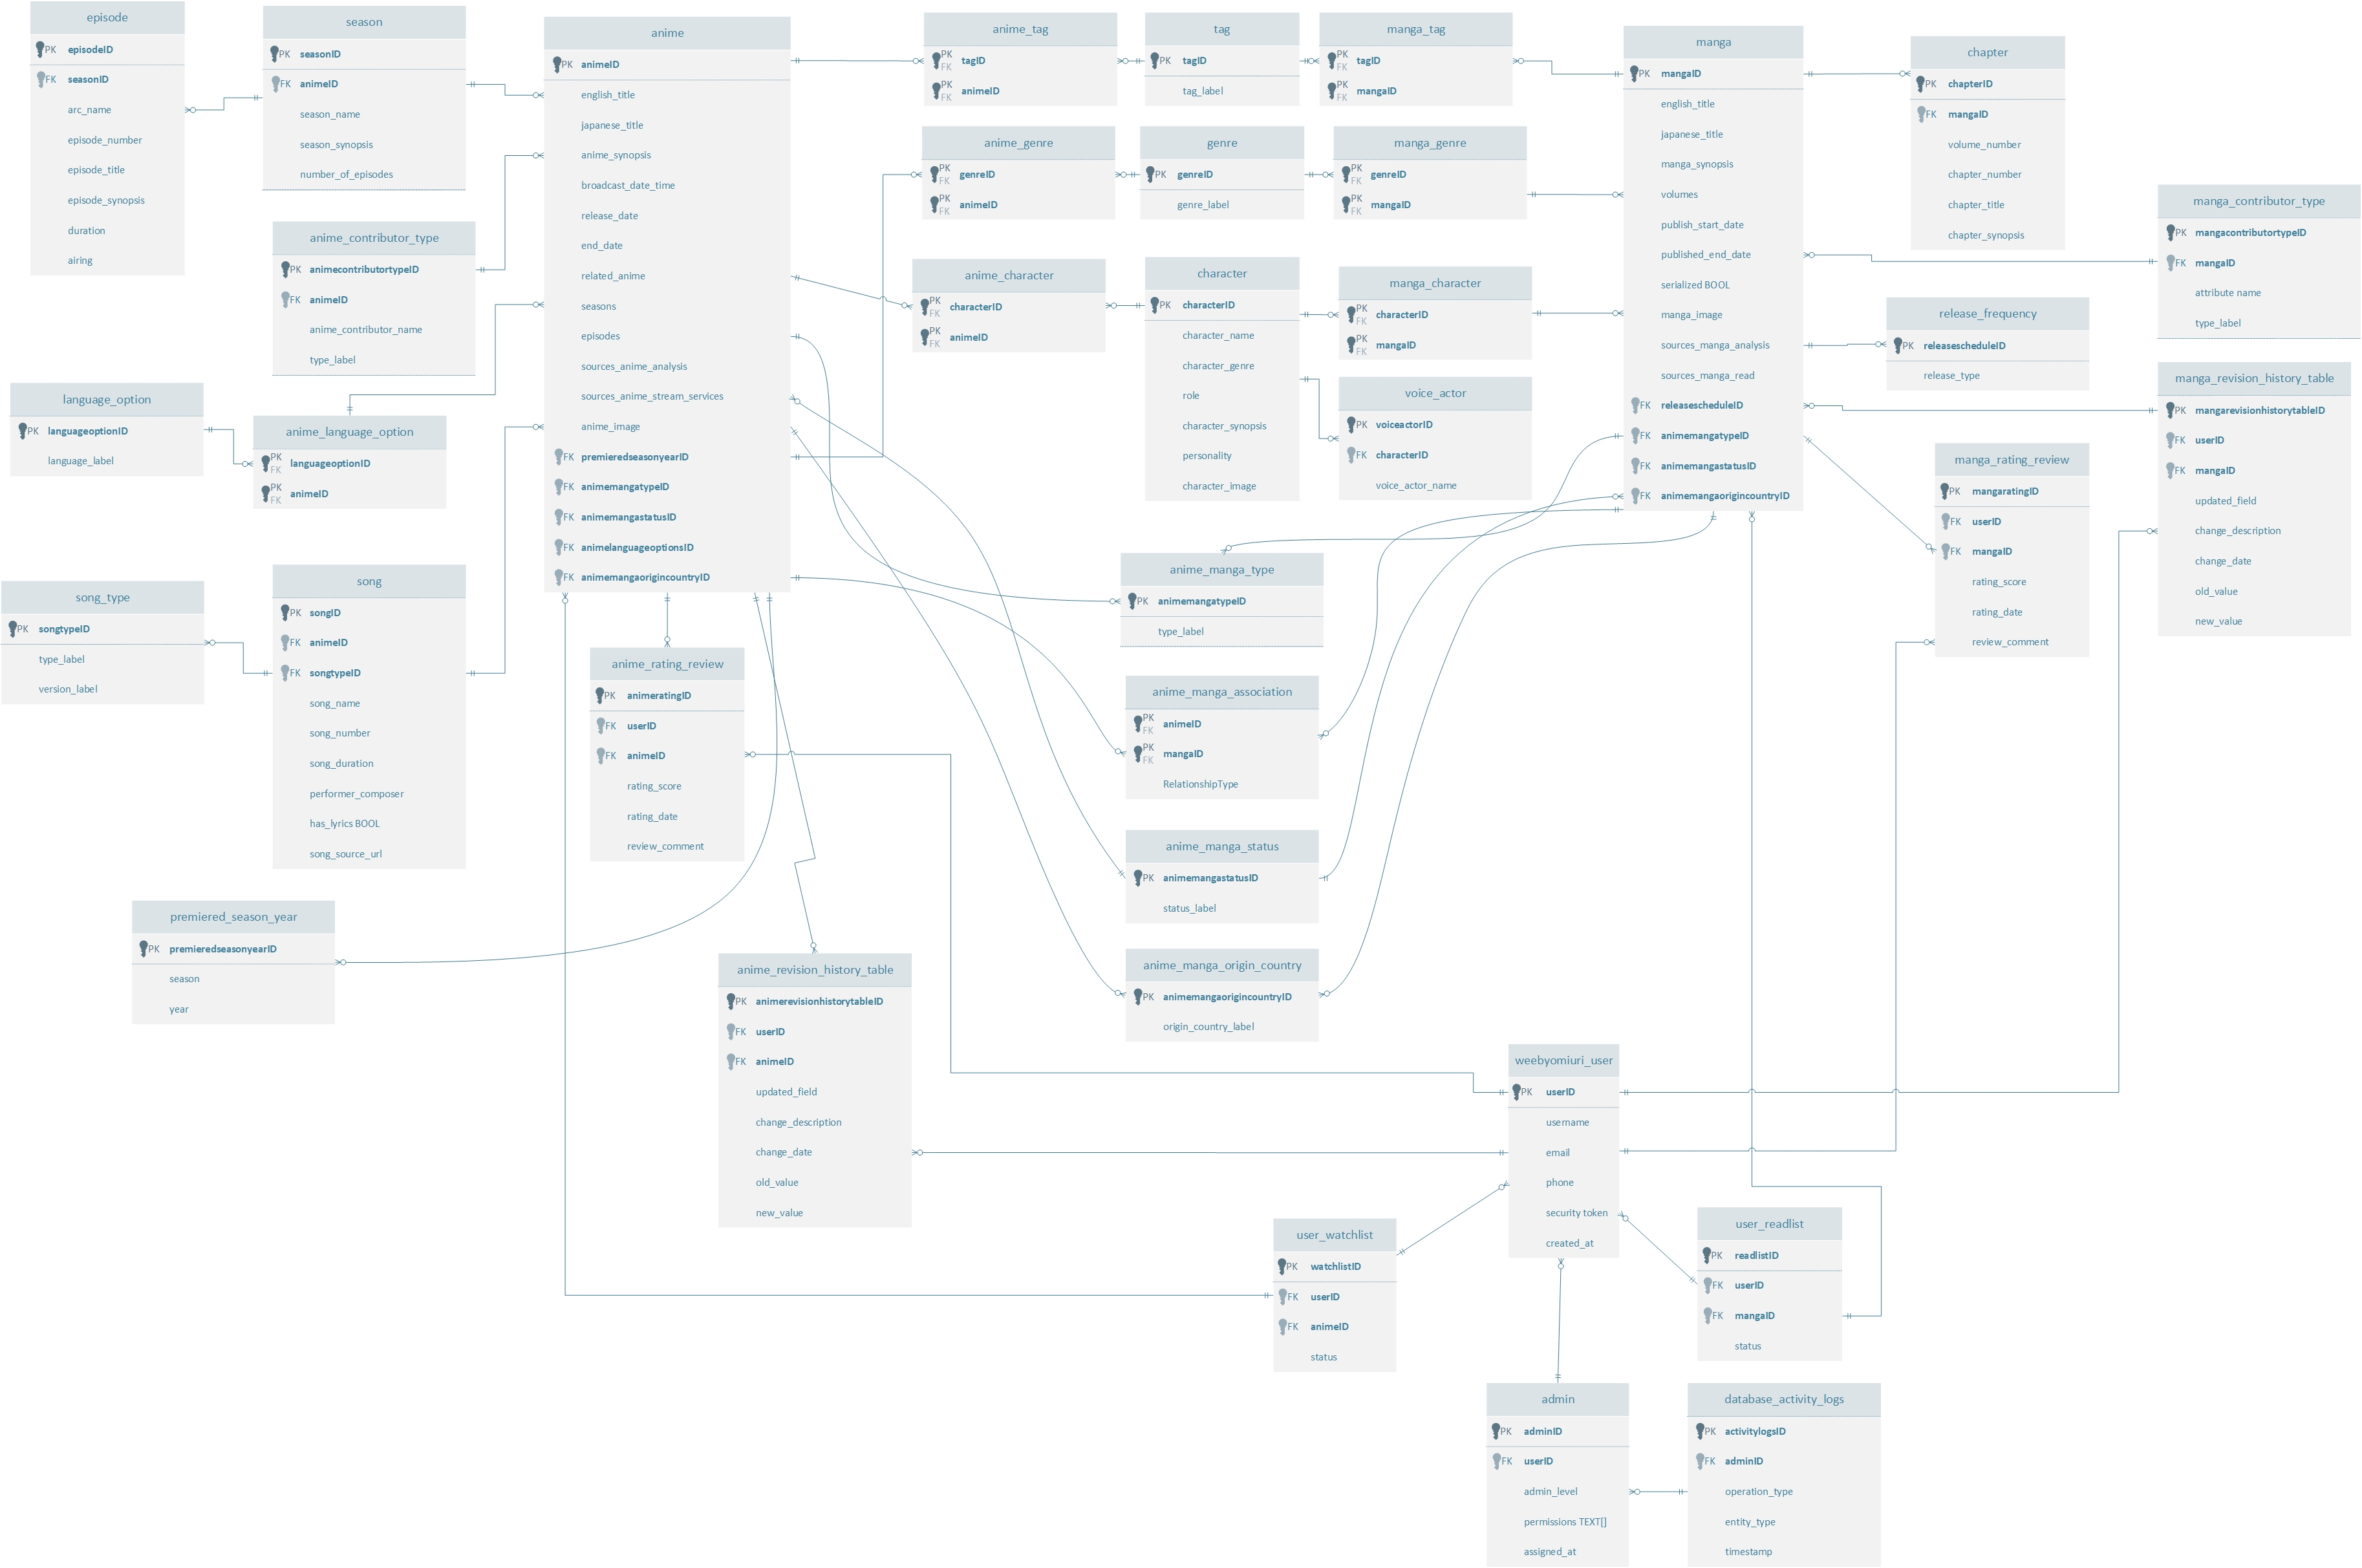 episode
PK episodeID
FK seasonID
arc_name
episode_number
episode_title
episode_synopsis
duration
airing
season
PK seasonID
FK animeID
season_name
season_synopsis
number_of_episodes
anime_contributor_type
PK animecontributortypeID
FK animeID
anime_contributor_name
type_label
language_option
PK languageoptionID
language_label
anime_language_option
PK FK languageoptionID
PK FK animeID
song_type
PK songtypeID
type_label
version_label
song
PK songID
FK animeID
FK songtypeID
song_name
song_number
song_duration
performer_composer
has_lyrics BOOL
song_source_url
premiered_season_year
PK premieredseasonyearID
season
year
anime
PK animeID
english_title
japanese_title
anime_synopsis
broadcast_date_time
release_date
end_date
related_anime
seasons
episodes
sources_anime_analysis
sources_anime_stream_services
anime_image
FK premieredseasonyearID
FK animemangatypeID
FK animemangastatusID
FK animelanguageoptionsID
FK animemangaorigincountryID
anime_rating_review
PK animeratingID
FK userID
FK animeID
rating_score
rating_date
review_comment
anime_revision_history_table
PK animerevisionhistorytableID
FK userID
FK animeID
updated_field
change_description
change_date
old_value
new_value
anime_tag
PK FK tagID
PK FK animeID
tag
PK tagID
tag_label
manga_tag
PK FK tagID
PK FK mangaID
anime_genre
PK FK genreID
PK FK animeID
genre
PK genreID
genre_label
manga_genre
PK FK genreID
PK FK mangaID
anime_character
PK FK characterID
PK FK animeID
character
PK characterID
character_name
character_genre
role
character_synopsis
personality
character_image
manga_character
PK FK characterID
PK FK mangaID
voice_actor
PK voiceactorID
FK characterID
voice_actor_name
anime_manga_type
PK animemangatypeID
type_label
anime_manga_association
PK FK animeID
PK FK mangaID
RelationshipType
anime_manga_status
PK animemangastatusID
status_label
anime_manga_origin_country
PK animemangaorigincountryID
origin_country_label
manga
PK mangaID
english_title
japanese_title
manga_synopsis
volumes
publish_start_date
published_end_date
serialized BOOL
manga_image
sources_manga_analysis
sources_manga_read
FK releasescheduleID
FK animemangatypeID
FK animemangastatusID
FK animemangaorigincountryID
chapter
PK chapterID
FK mangaID
volume_number
chapter_number
chapter_title
chapter_synopsis
manga_contributor_type
PK mangacontributortypeID
FK mangaID
attribute name
type_label
release_frequency
PK releasescheduleID
release_type
manga_revision_history_table
PK mangarevisionhistorytableID
FK userID
FK mangaID
updated_field
change_description
change_date
old_value
new_value
manga_rating_review
PK mangaratingID
FK userID
FK mangaID
rating_score
rating_date
review_comment
weebyomiuri_user
PK userID
username
email
phone
security token
created_at
user_watchlist
PK watchlistID
FK userID
FK animeID
status
user_readlist
PK readlistID
FK userID
FK mangaID
status
admin
PK adminID
FK userID
admin_level
permissions TEXT[]
assigned_at
database_activity_logs
PK activitylogsID
FK adminID
operation_type
entity_type
timestamp